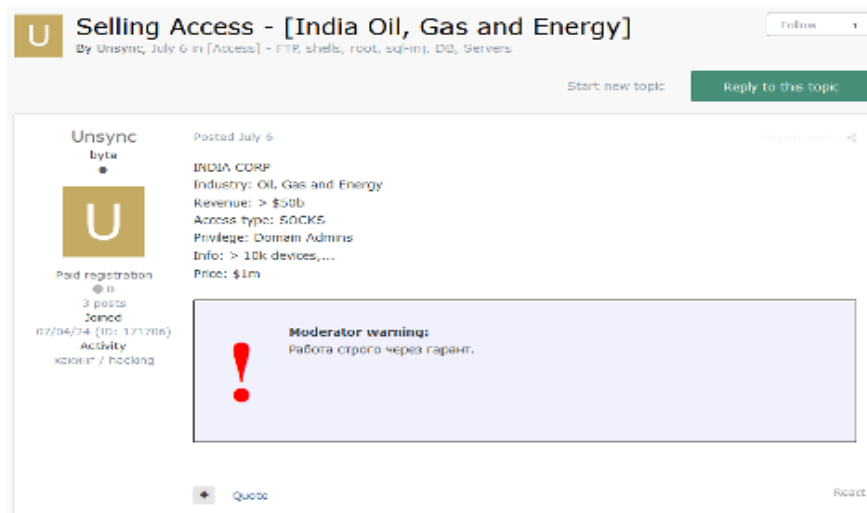 U
Selling Access - [India Oil, Gas and Energy]
By Unsync, July 6 in [Access] - FTP, shells, root, sql-inj, DB, Servers
Follow 1
Start new topic
Reply to this topic
Unsync
byte
U
Paid registration
0
3 posts
Joined
07/04/24 (ID: 171706)
Activity
хакинг / hacking
Posted July 6
INDIA CORP
Industry: Oil, Gas and Energy
Revenue: > $50b
Access type: SOCKS
Privilege: Domain Admins
Info: > 10k devices,...
Price: $1m
Moderator warning:
Работа строго через гарант.
Quote
React